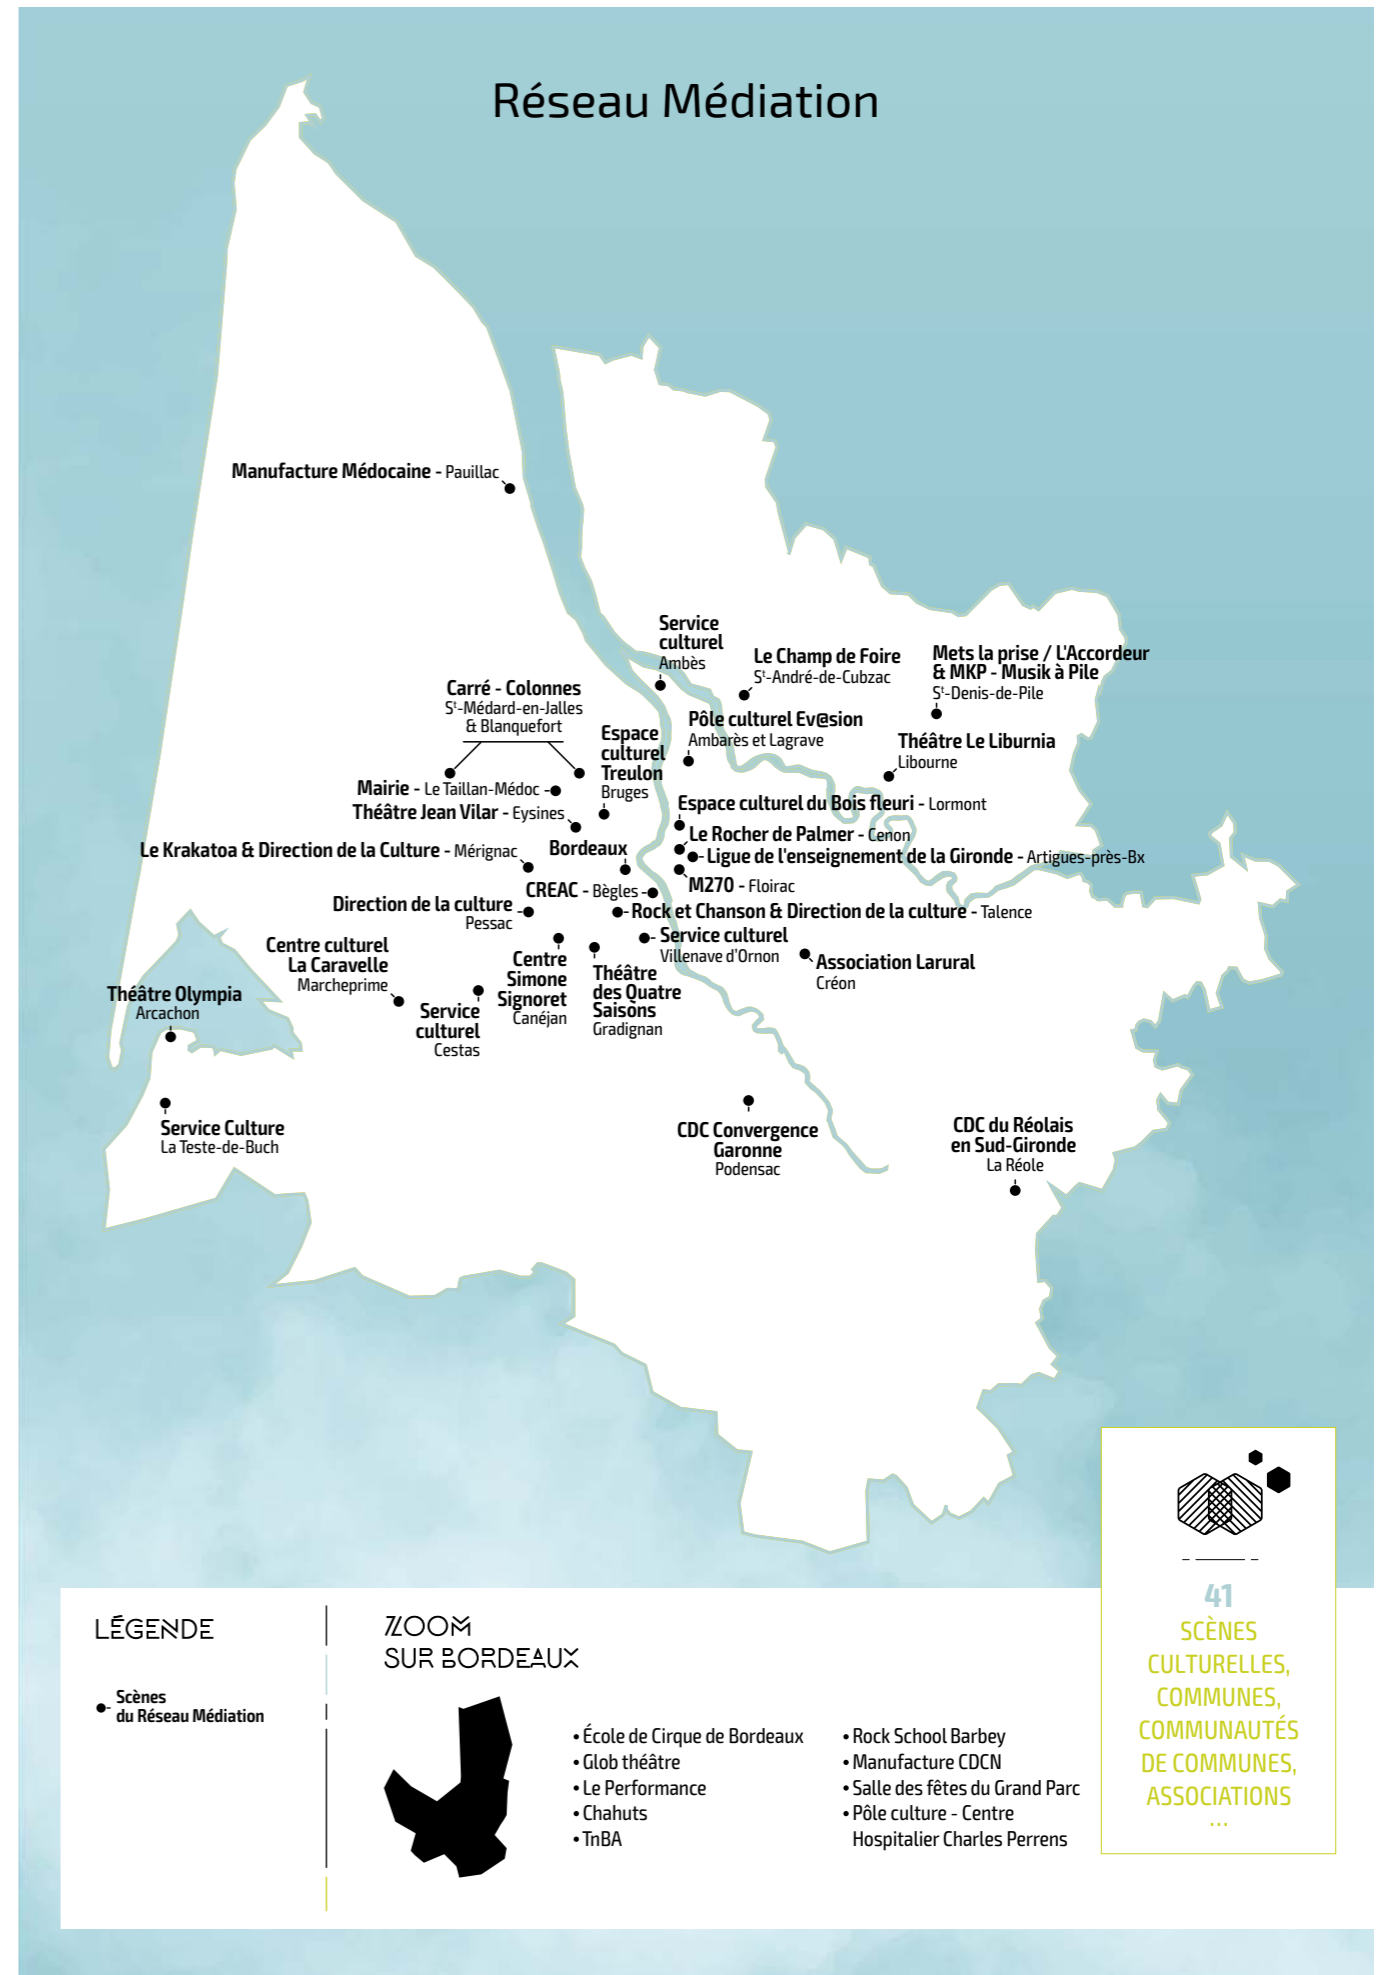 Réseau Médiation
Manufacture Médocaine - Pauillac
Service
culturel
Ambès
Le Champ de Foire
St-André-de-Cubzac
Mets la prise / L'Accordeur
& MKP - Musik à Pile
St-Denis-de-Pile
Carré - Colonnes
St-Médard-en-Jalles
& Blanquefort
Espace
culturel
Treulon
Bruges
Pôle culturel Ev@sion
Ambarès et Lagrave
Théâtre Le Liburnia
Libourne
Mairie - Le Taillan-Médoc
Théâtre Jean Vilar - Eysines
Espace culturel du Bois fleuri - Lormont
Le Rocher de Palmer - Cenon
Le Krakatoa & Direction de la Culture - Mérignac
Bordeaux
Ligue de l'enseignement de la Gironde - Artigues-près-Bx
M270 - Floirac
CREAC - Bègles
Direction de la culture
Pessac
Rock et Chanson & Direction de la culture - Talence
Service culturel
Villenave d'Ornon
Centre culturel
La Caravelle
Marcheprime
Centre
Simone
Signoret
Canéjan
Théâtre
des Quatre
Saisons
Gradignan
Association Larural
Créon
Théâtre Olympia
Arcachon
Service
culturel
Cestas
Service Culture
La Teste-de-Buch
CDC Convergence
Garonne
Podensac
CDC du Réolais
en Sud-Gironde
La Réole
LÉGENDE
Scènes
du Réseau Médiation
ZOOM
SUR BORDEAUX
• École de Cirque de Bordeaux
• Glob théâtre
• Le Performance
• Chahuts
• TnBA
• Rock School Barbey
• Manufacture CDCN
• Salle des fêtes du Grand Parc
• Pôle culture - Centre
Hospitalier Charles Perrens
41
SCÈNES
CULTURELLES,
COMMUNES,
COMMUNAUTÉS
DE COMMUNES,
ASSOCIATIONS
...